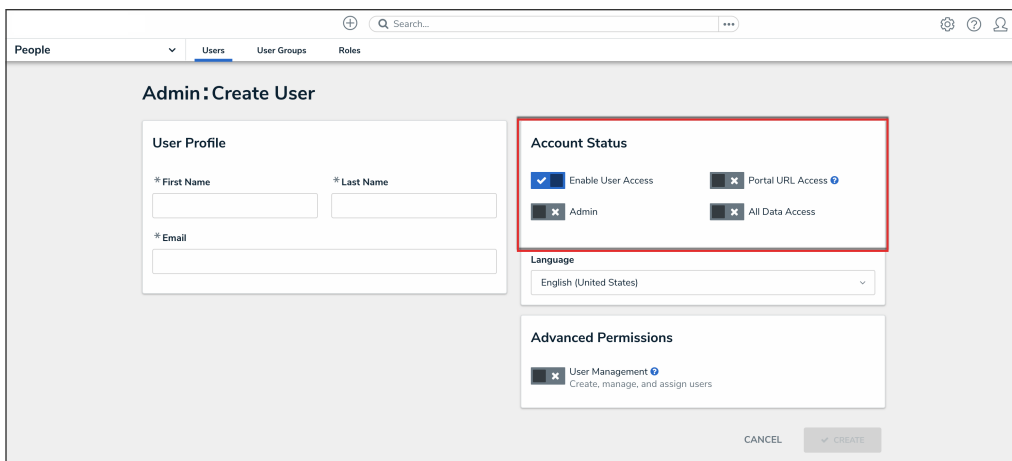 Search...
People
Users
User Groups
Roles
Admin:Create User
User Profile
*First Name
*Last Name
*Email
Account Status
Enable User Access
Portal URL Access ?
Admin
All Data Access
Language
English (United States)
Advanced Permissions
User Management ?
Create, manage, and assign users
CANCEL
CREATE